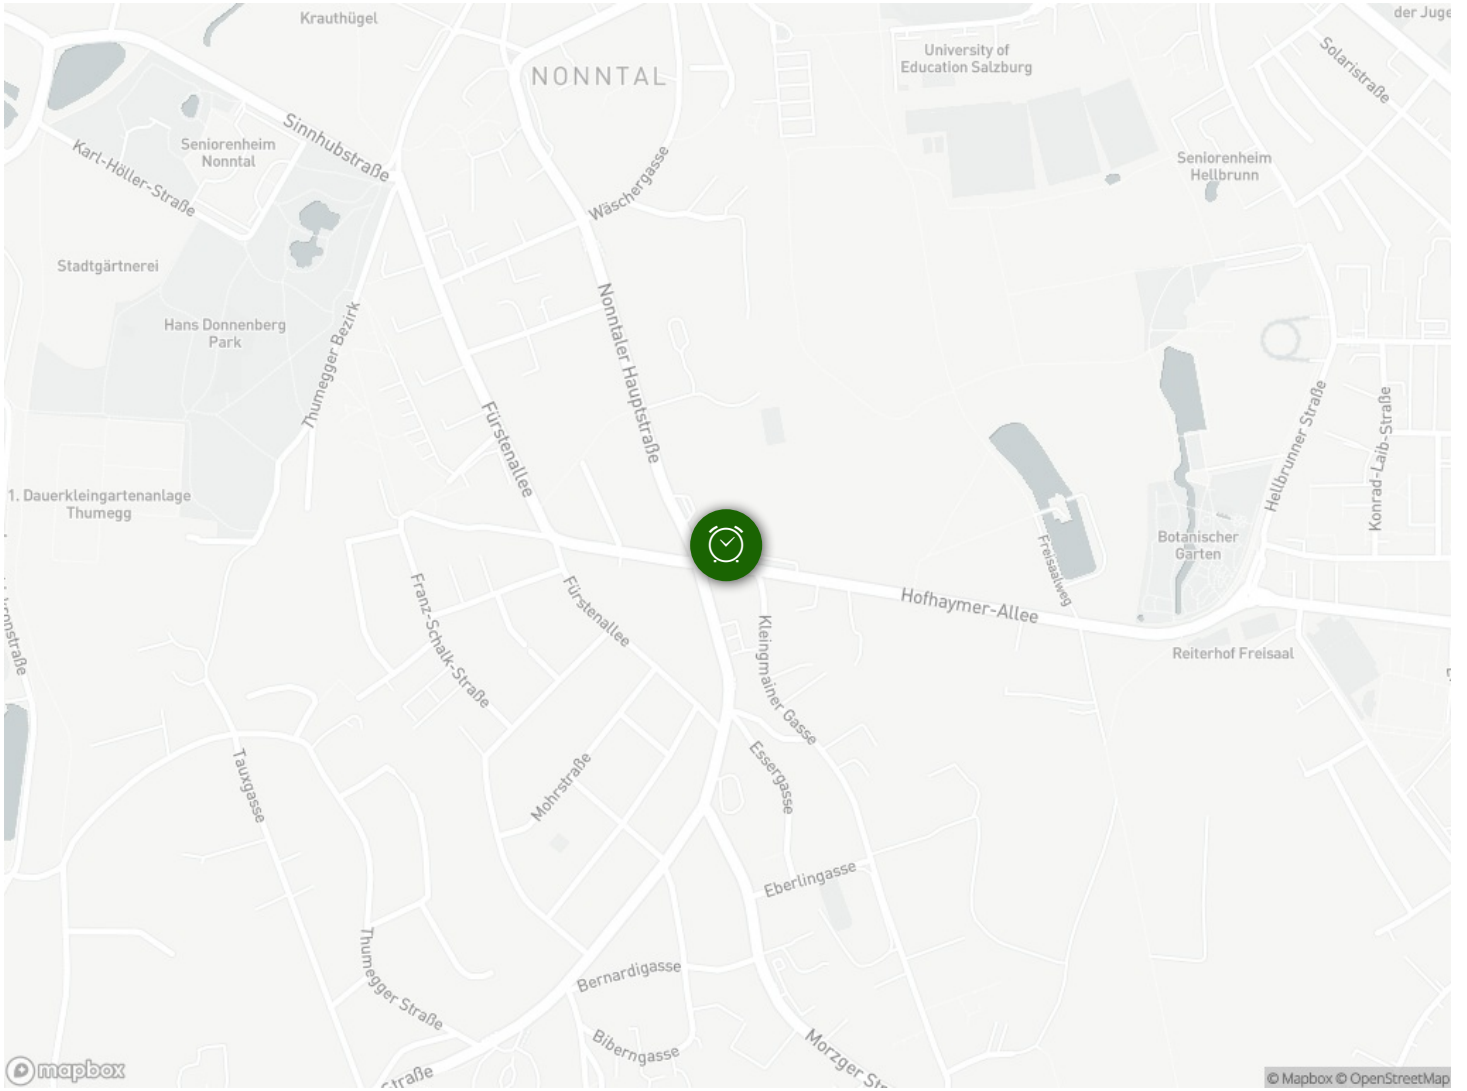 Krauthügel
der Juge
NONNTAL
University of
Education Salzburg
Solaristraße
Sinnhubstraße
Seniorenheim
Nonntal
Karl-Höller-Straße
Wäschergasse
Seniorenheim
Hellbrunn
Stadtgärtnerei
Hans Donnenberg
Park
Thumegger Bezirk
Nonntaler Hauptstraße
Fürstenallee
Hellbrunner Straße
Konrad-Laib-Straße
1. Dauerkleingartenanlage
Thumegg
Botanischer
Garten
Freisaalweg
Hofhaymer-Allee
Franz-Schalk-Straße
Fürstenallee
Kleingmainer Gasse
Reiterhof Freisaal
Tauxgasse
Mohrstraße
Essergasse
Eberlingasse
Thumegger Straße
Bernardigasse
Biberngasse
Morzger Str
Straße
mapbox
© Mapbox © OpenStreetMap